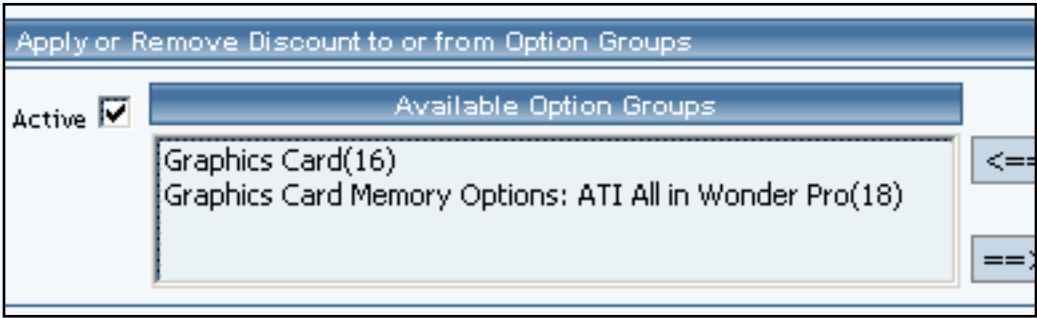 Apply or Remove Discount to or from Option Groups
Active
Available Option Groups
Graphics Card(16)
Graphics Card Memory Options: ATI All in Wonder Pro(18)
<==
==>